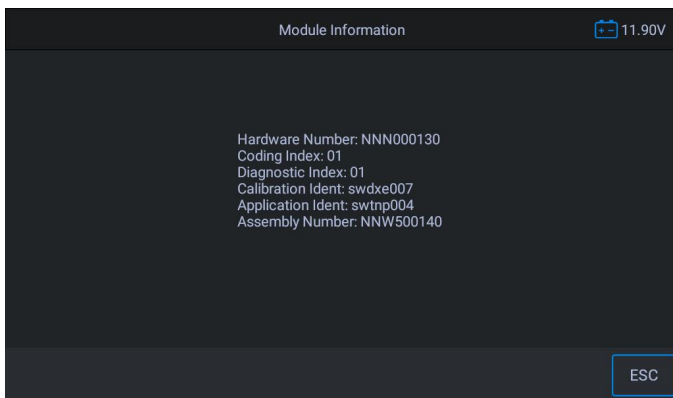 Module Information
11.90V
Hardware Number: NNN000130
Coding Index: 01
Diagnostic Index: 01
Calibration Ident: swdxe007
Application Ident: swtnp004
Assembly Number: NNW500140
ESC